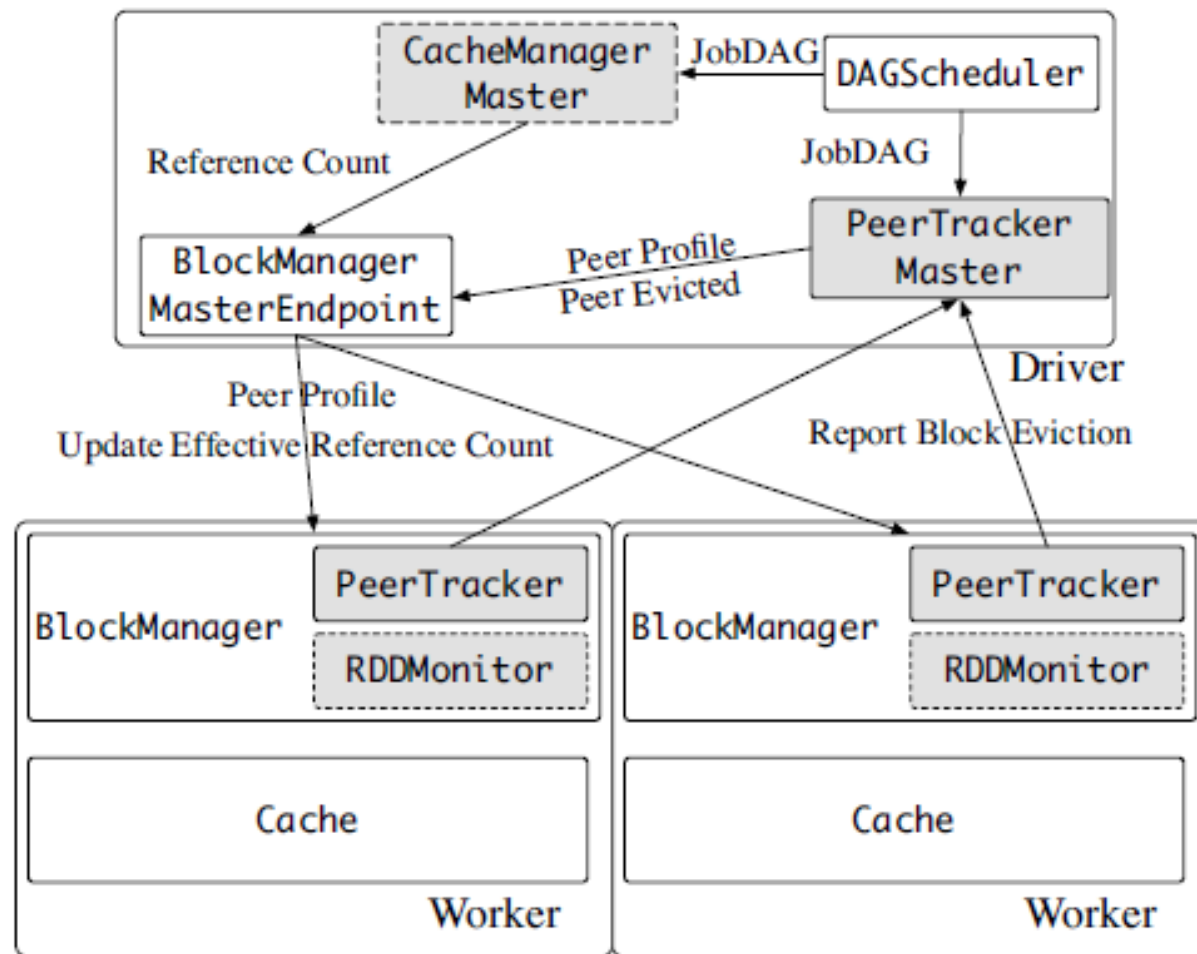 CacheManager
Master
JobDAG
DAGScheduler
Reference Count
JobDAG
BlockManager
MasterEndpoint
Peer Profile
Peer Evicted
PeerTracker
Master
Driver
Peer Profile
Update Effective Reference Count
Report Block Eviction
BlockManager
PeerTracker
RDDMonitor
Cache
Worker
BlockManager
PeerTracker
RDDMonitor
Cache
Worker